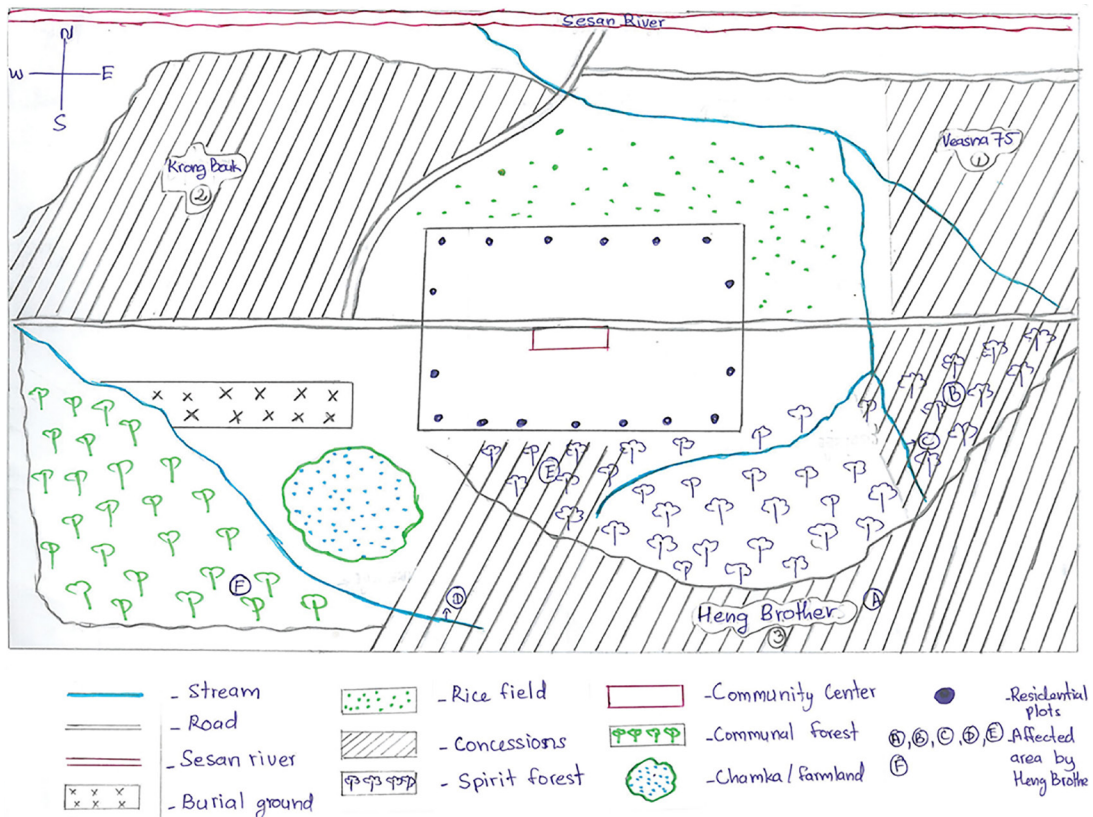 Sesan River
N
W E
S
Krong Bauk
2
Veasna 75
1
B
C
E
F
D
A
Heng Brother
3
- Stream
- Road
- Sesan river
- Burial ground
- Rice field
- Concessions
- Spirit forest
- Community Center
- Communal forest
- Chamka / farmland
- Residential
plots
A, B, C, D, E - Affected
F area by
Heng Brothe